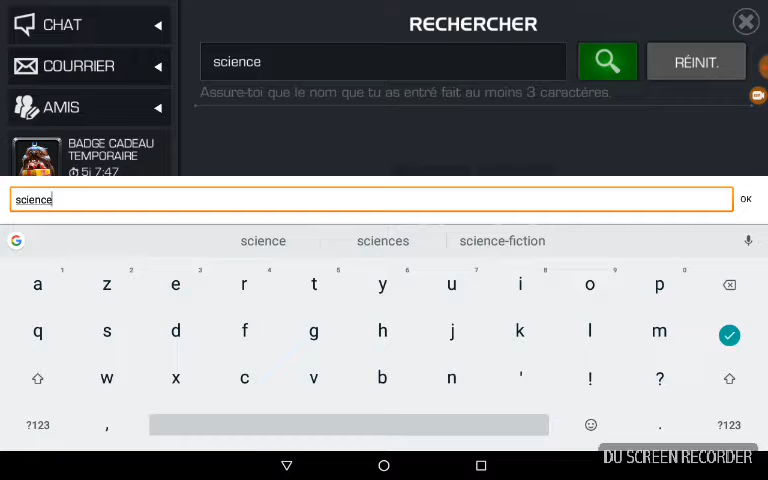 CHAT
COURRIER
AMIS
BADGE CADEAU
TEMPORAIRE
5j 7:47
RECHERCHER
science
RÉINIT.
Assure-toi que le nom que tu as entré fait au moins 3 caractères.
science
OK
science sciences science-fiction
1 2 3 4 5 6 7 8 9 0
a z e r t y u i o p
q s d f g h j k l m
w x c v b n ' ! ?
?123 , . ?123
DU SCREEN RECORDER